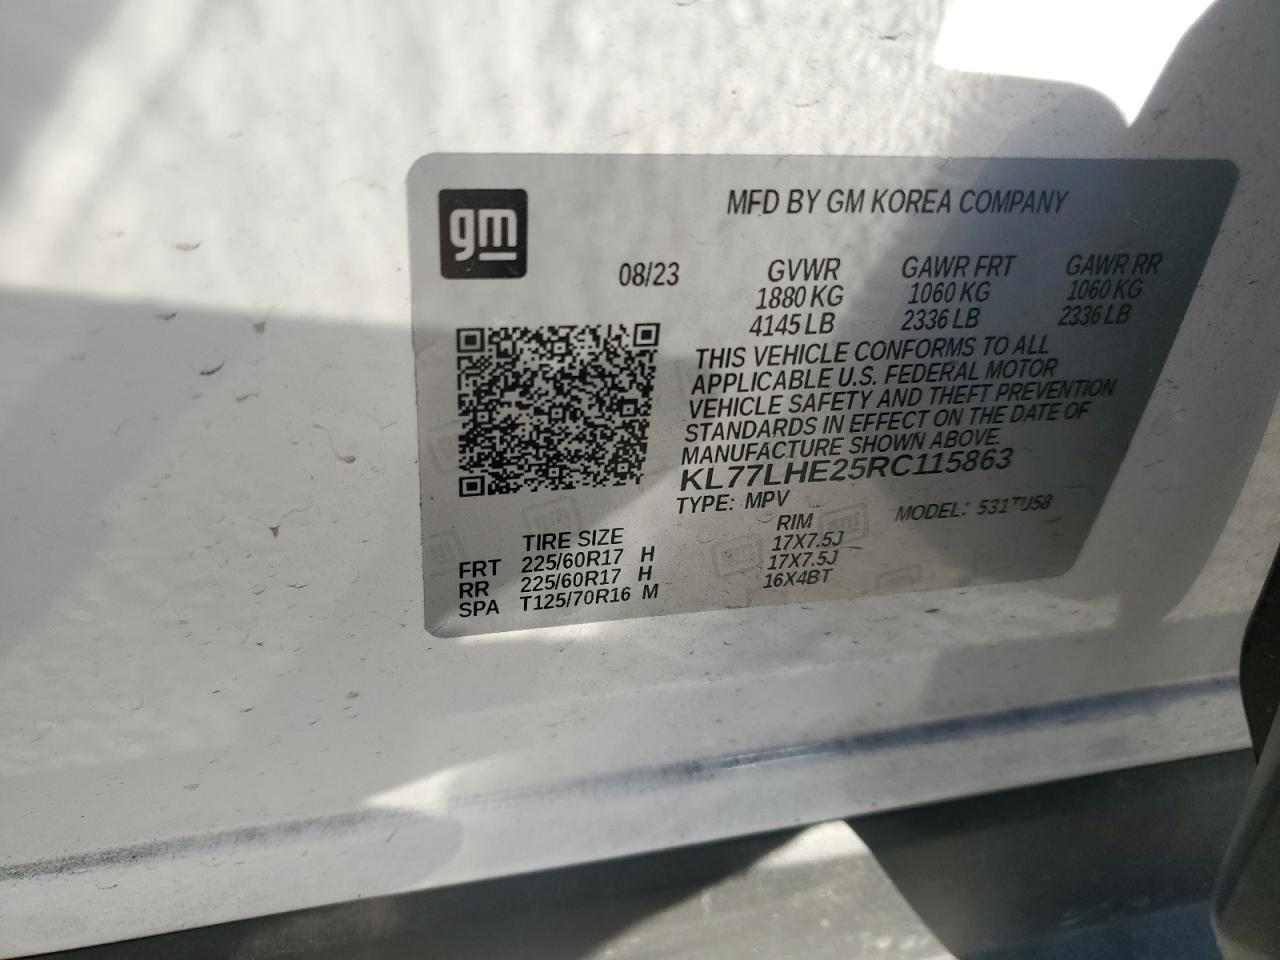 gm
MFD BY GM KOREA COMPANY
08/23 GVWR GAWR FRT GAWR RR
1880 KG 1060 KG 1060 KG
4145 LB 2336 LB 2336 LB
THIS VEHICLE CONFORMS TO ALL
APPLICABLE U.S. FEDERAL MOTOR
VEHICLE SAFETY AND THEFT PREVENTION
STANDARDS IN EFFECT ON THE DATE OF
MANUFACTURE SHOWN ABOVE.
KL77LHE25RC115863
TYPE: MPV MODEL: 531TU58
TIRE SIZE RIM
FRT 225/60R17 H 17X7.5J
RR 225/60R17 H 17X7.5J
SPA T125/70R16 M 16X4BT